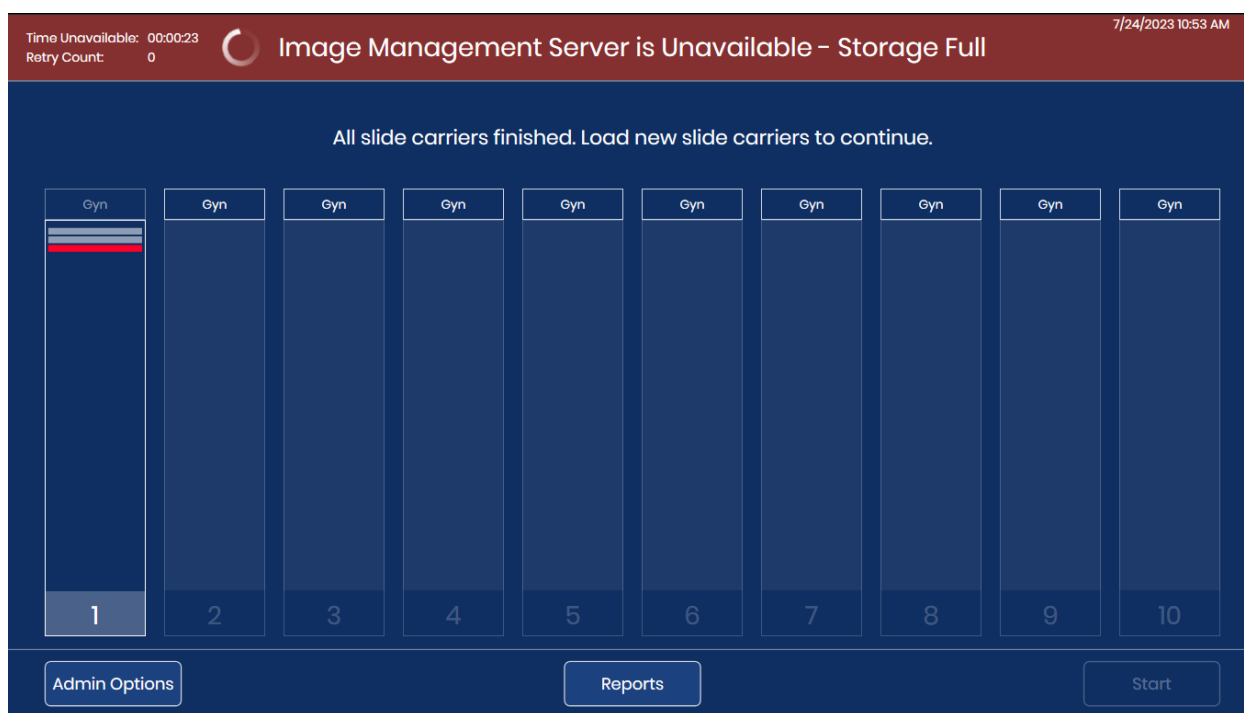 Time Unavailable: 00:00:23
Retry Count: 0
Image Management Server is Unavailable - Storage Full
7/24/2023 10:53 AM
All slide carriers finished. Load new slide carriers to continue.
Gyn Gyn Gyn Gyn Gyn Gyn Gyn Gyn Gyn Gyn
1 2 3 4 5 6 7 8 9 10
Admin Options Reports Start